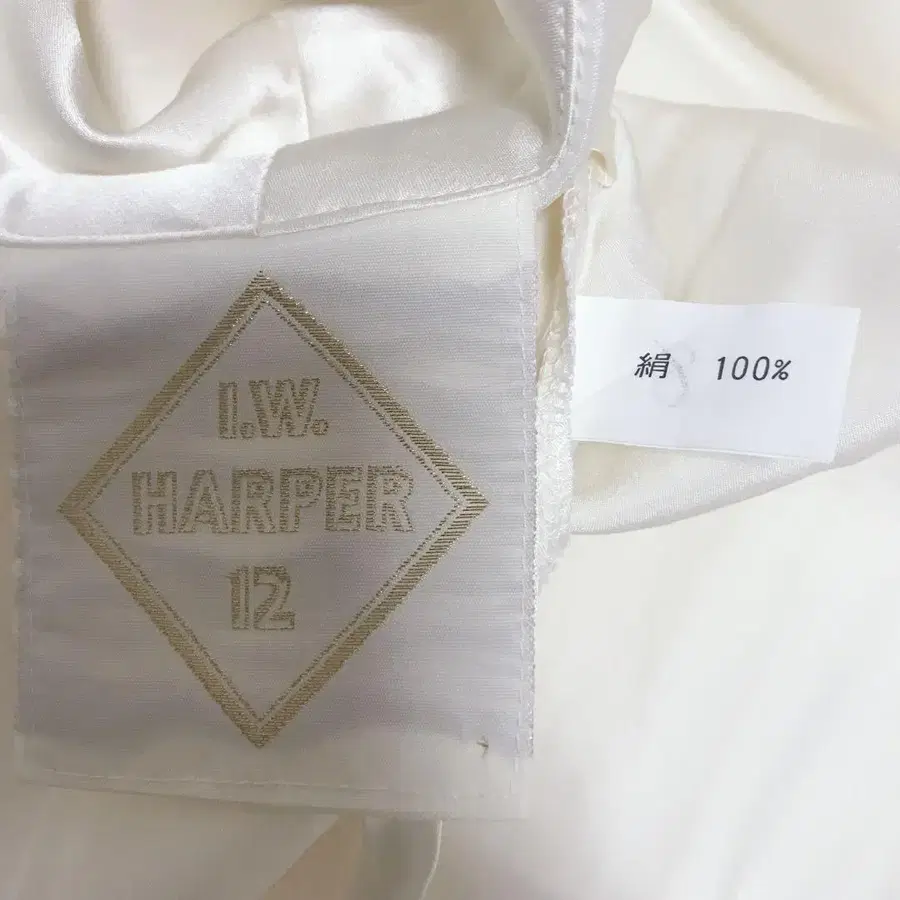 I.W.
HARPER
12
絹 100%